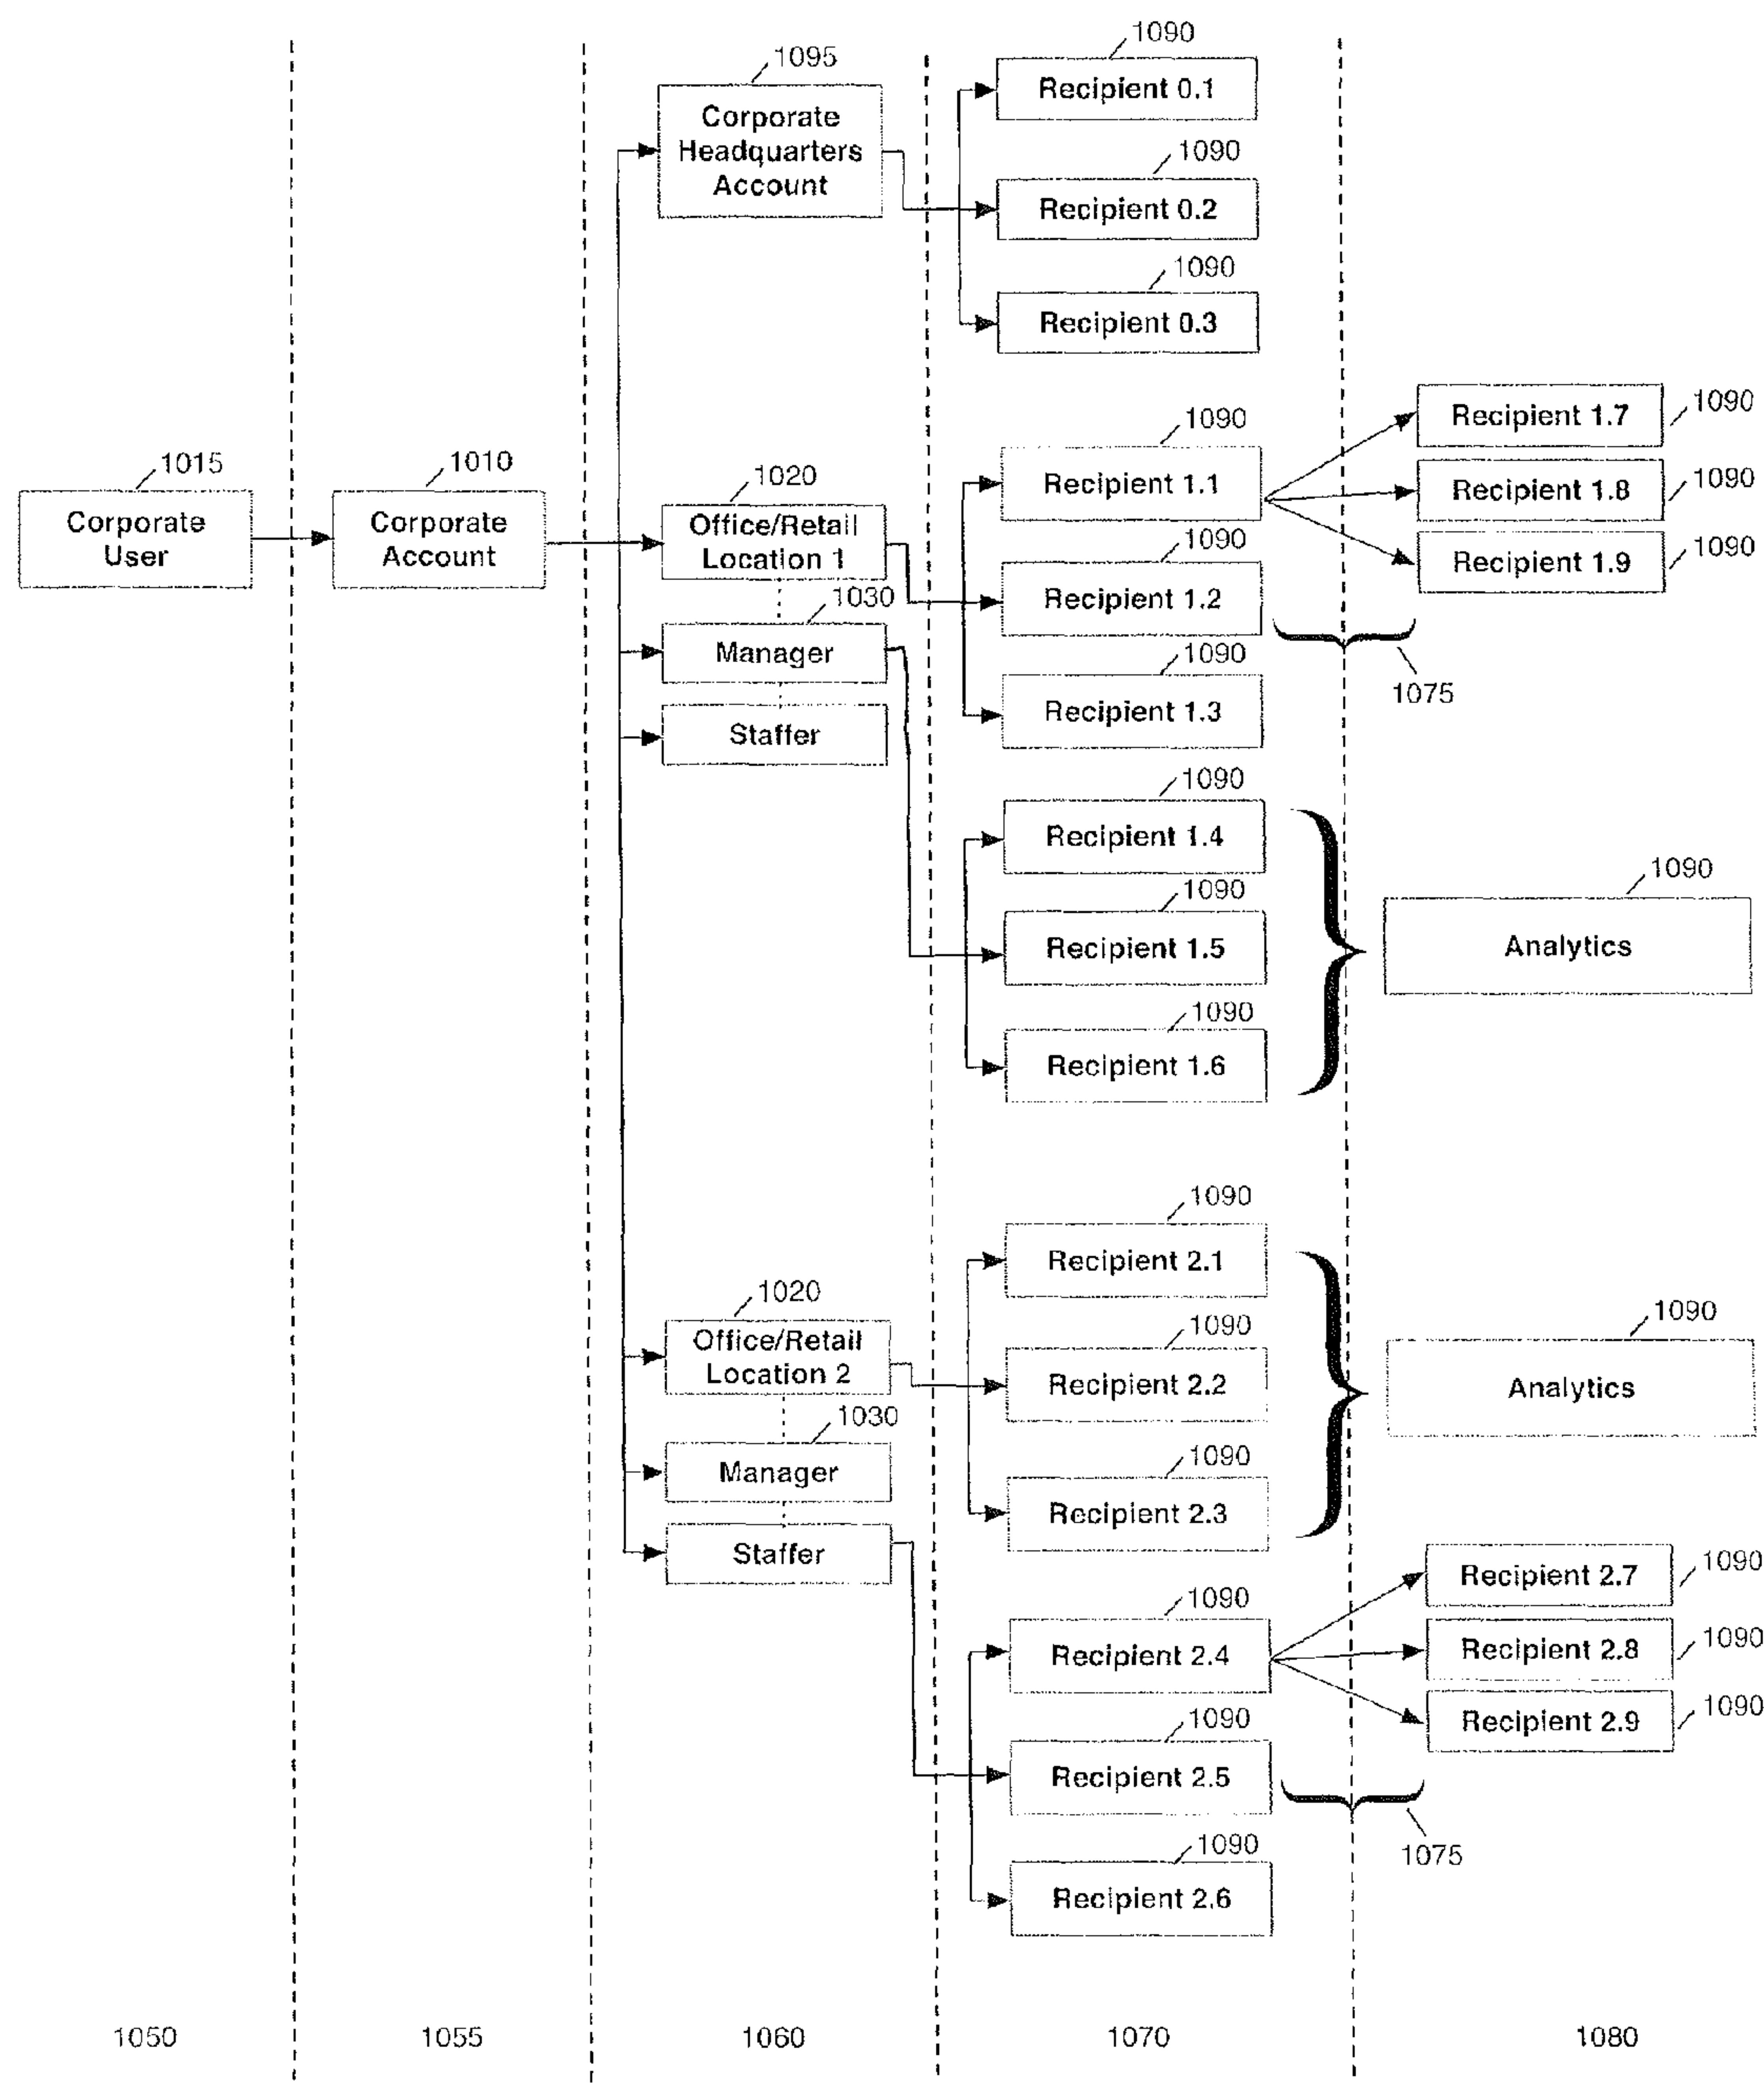 1095
Corporate
Headquarters
Account
1090
Recipient 0.1
1090
Recipient 0.2
1090
Recipient 0.3
1015
Corporate
User
1010
Corporate
Account
1020
Office/Retail
Location 1
1030
Manager
Staffer
1090
Recipient 1.1
1090
Recipient 1.2
1090
Recipient 1.3
Recipient 1.7
1090
Recipient 1.8
1090
Recipient 1.9
1090
1075
1090
Recipient 1.4
1090
Recipient 1.5
1090
Recipient 1.6
1090
Analytics
1020
Office/Retail
Location 2
1030
Manager
Staffer
1090
Recipient 2.1
1090
Recipient 2.2
1090
Recipient 2.3
1090
Analytics
1090
Recipient 2.4
1090
Recipient 2.5
1090
Recipient 2.6
Recipient 2.7
1090
Recipient 2.8
1090
Recipient 2.9
1090
1075
1050
1055
1060
1070
1080